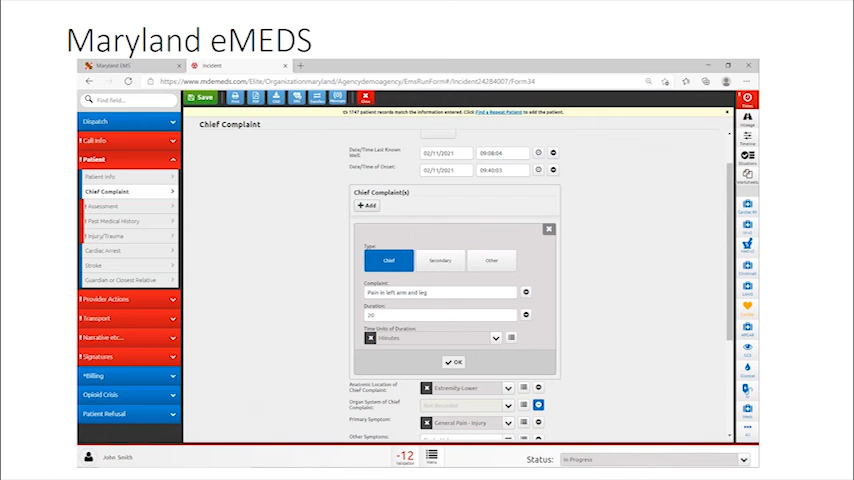 Maryland eMEDS
Maryland EMS
Incident
https://www.mdemeds.com/Elite/Organizationmaryland/Agencydemoagency/EmsRunForm#/Incident24284007/Form34
Find field...
Save
Print
PDF
Close
1747 patient records match the information entered. Click Find a Repeat Patient to add the patient.
Times
Dispatch
! Call Info
! Patient
Patient Info
Chief Complaint
! Assessment
! Past Medical History
! Injury/Trauma
Cardiac Arrest
Stroke
Guardian or Closest Relative
! Provider Actions
! Transport
! Narrative etc...
! Signatures
*Billing
Opioid Crisis
Patient Refusal
Chief Complaint
Date/Time Last Known Well:
02/11/2021
09:08:04
Date/Time of Onset:
02/11/2021
09:40:03
Chief Complaint(s)
+ Add
Type:
Chief
Secondary
Other
Complaint:
Pain in left arm and leg
Duration:
20
Time Units of Duration:
Minutes
OK
Anatomic Location of
Chief Complaint:
Extremity-Lower
Organ System of Chief
Complaint:
Not Recorded
Primary Symptom:
General Pain - Injury
Other Symptoms:
Timeline
Worksheets
John Smith
-12
Validation
Menu
Status:
In Progress